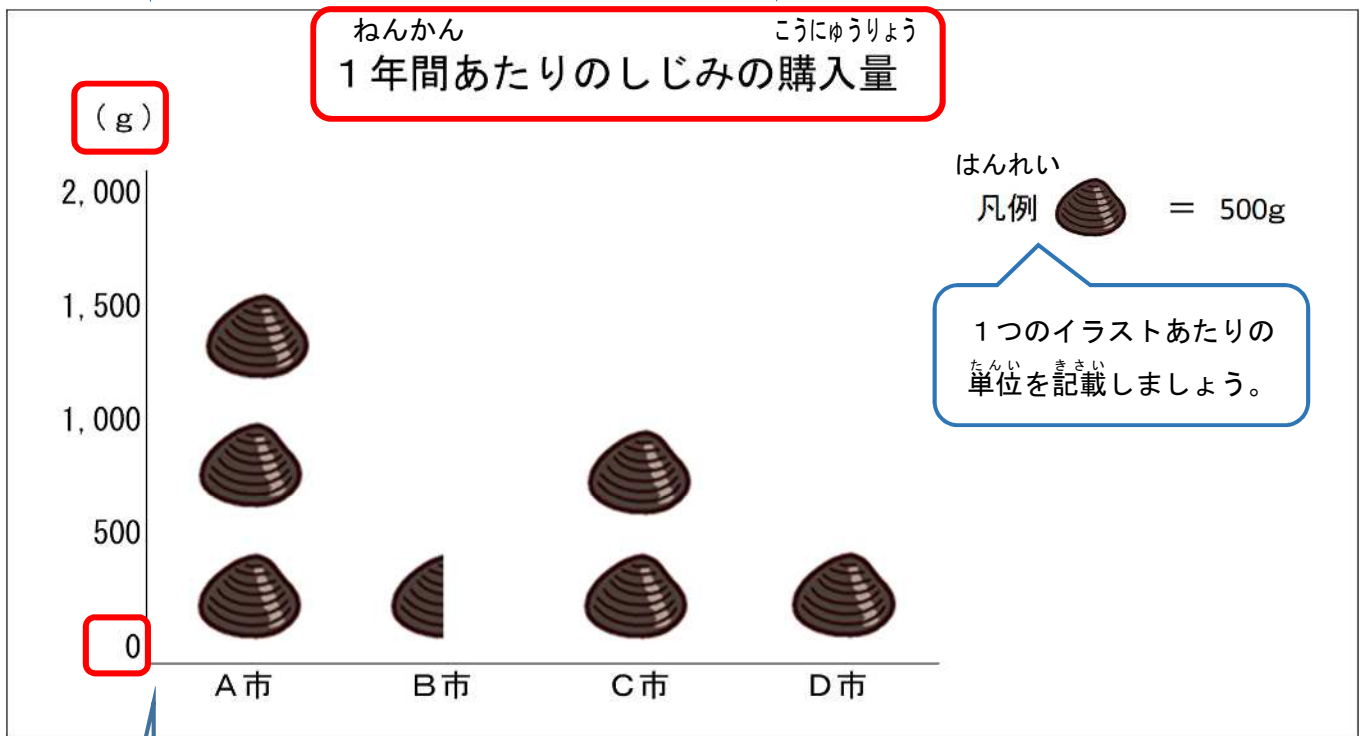 ねんかん こうにゅうりょう
1年間あたりのしじみの購入量
(g)
2,000
1,500
1,000
500
0
A市 B市 C市 D市
はんれい
凡例 = 500g
1つのイラストあたりの
たんい きさい
単位を記載しましょう。